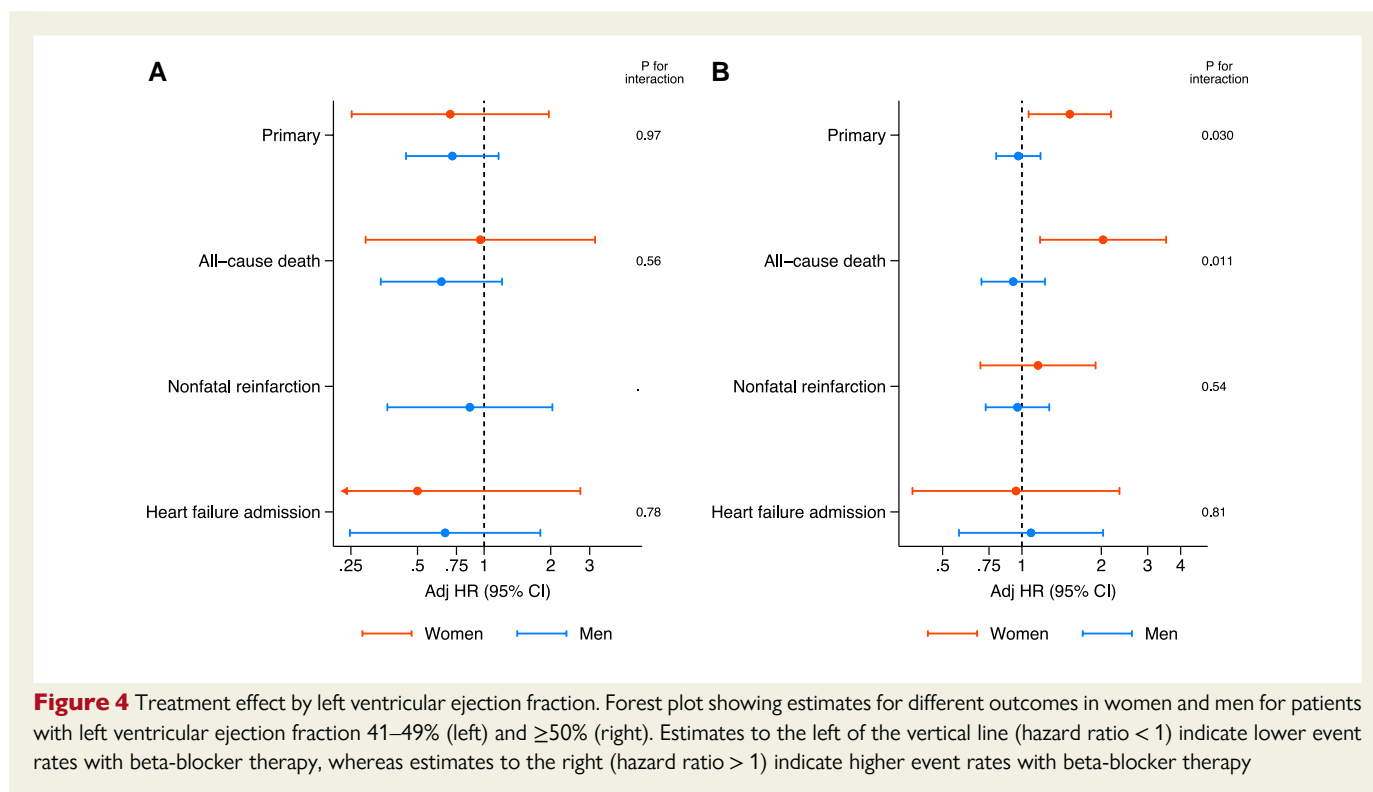 A
P for
interaction
Primary
0.97
All–cause death
0.56
Nonfatal reinfarction
.
Heart failure admission
0.78
.25 .5 .75 1 2 3
Adj HR (95% CI)
Women Men
B
P for
interaction
Primary
0.030
All–cause death
0.011
Nonfatal reinfarction
0.54
Heart failure admission
0.81
.5 .75 1 2 3 4
Adj HR (95% CI)
Women Men
Figure 4 Treatment effect by left ventricular ejection fraction. Forest plot showing estimates for different outcomes in women and men for patients
with left ventricular ejection fraction 41–49% (left) and ≥50% (right). Estimates to the left of the vertical line (hazard ratio < 1) indicate lower event
rates with beta-blocker therapy, whereas estimates to the right (hazard ratio > 1) indicate higher event rates with beta-blocker therapy